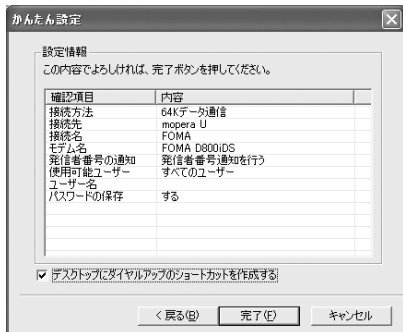 かんたん設定
設定情報
この内容でよろしければ、完了ボタンを押してください。
確認項目 内容
接続方法 64Kデータ通信
接続先 mopera U
接続名 FOMA
モデム名 FOMA D800iDS
発信者番号の通知 発信者番号通知を行う
使用可能ユーザー すべてのユーザー
ユーザー名
パスワードの保存 する
デスクトップにダイヤルアップのショートカットを作成する
< 戻る(B) 完了(F) キャンセル